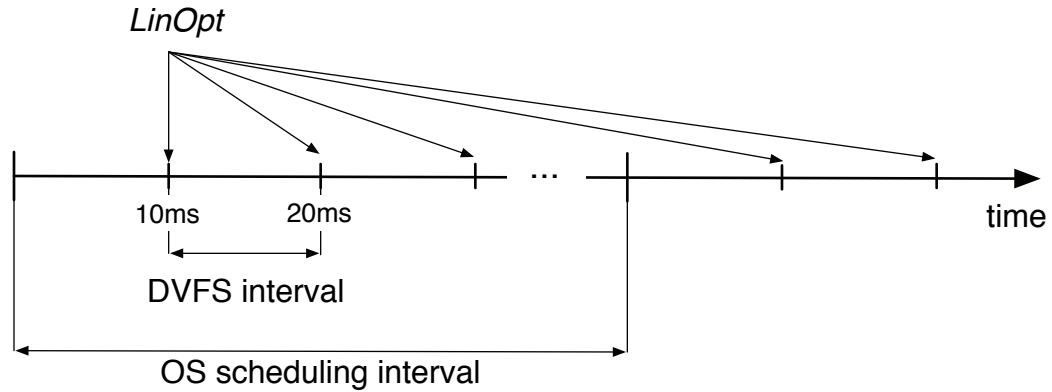 LinOpt
...
10ms 20ms
time
DVFS interval
OS scheduling interval